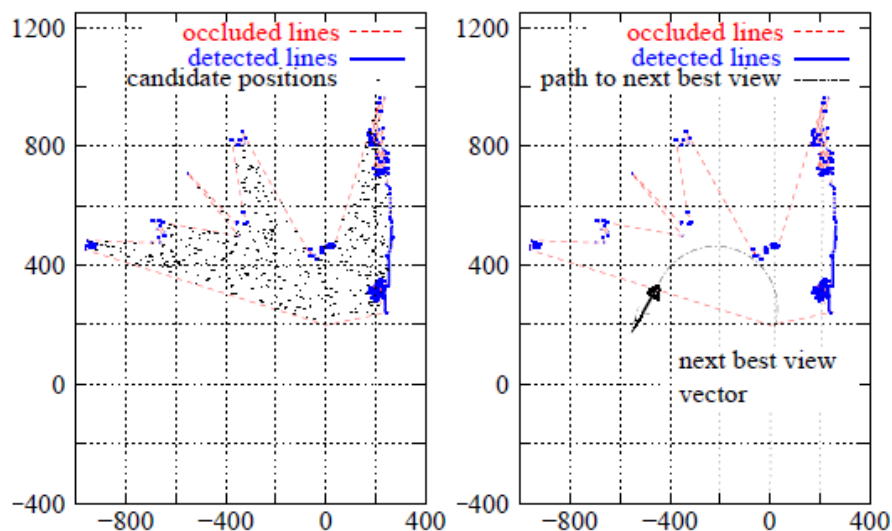 1200
800
400
0
−400
−800
−400
0
400
occluded lines
detected lines
candidate positions
1200
800
400
0
−400
−800
−400
0
400
occluded lines
detected lines
path to next best view
next best view
vector